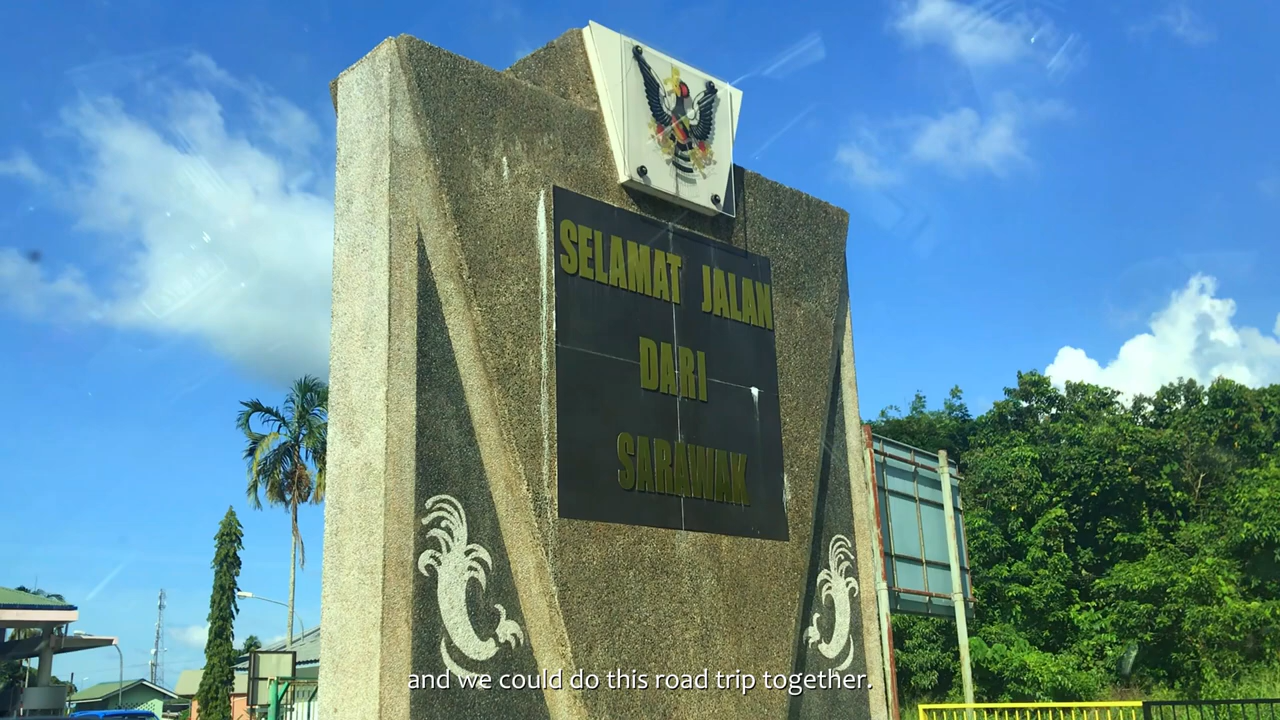 SELAMAT JALAN
DARI
SARAWAK
and we could do this road trip together.